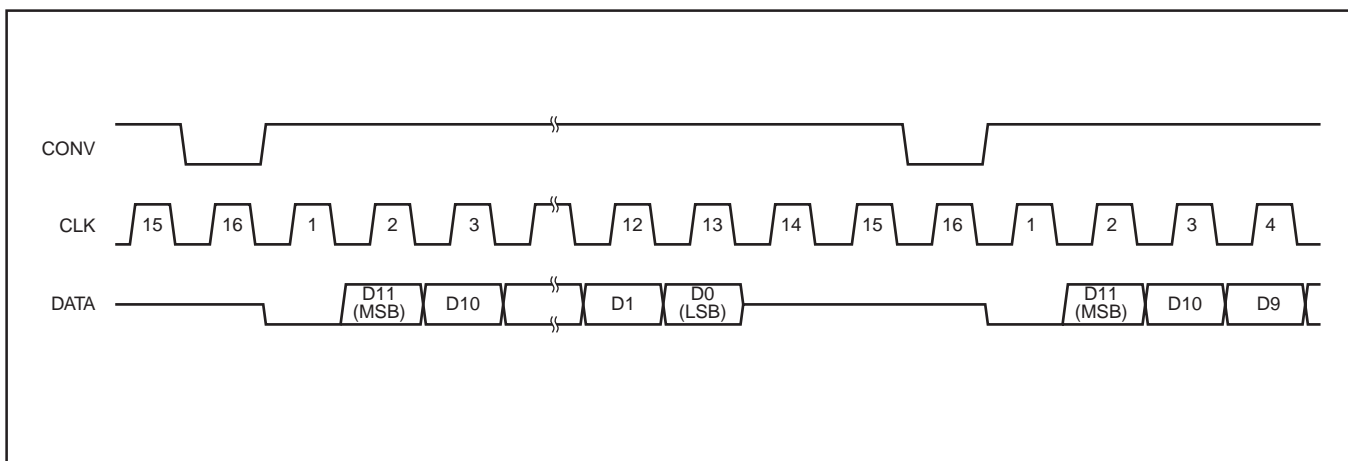 CONV
CLK
15 16 1 2 3 12 13 14 15 16 1 2 3 4
DATA
D11
(MSB)
D10
D1
D0
(LSB)
D11
(MSB)
D10
D9